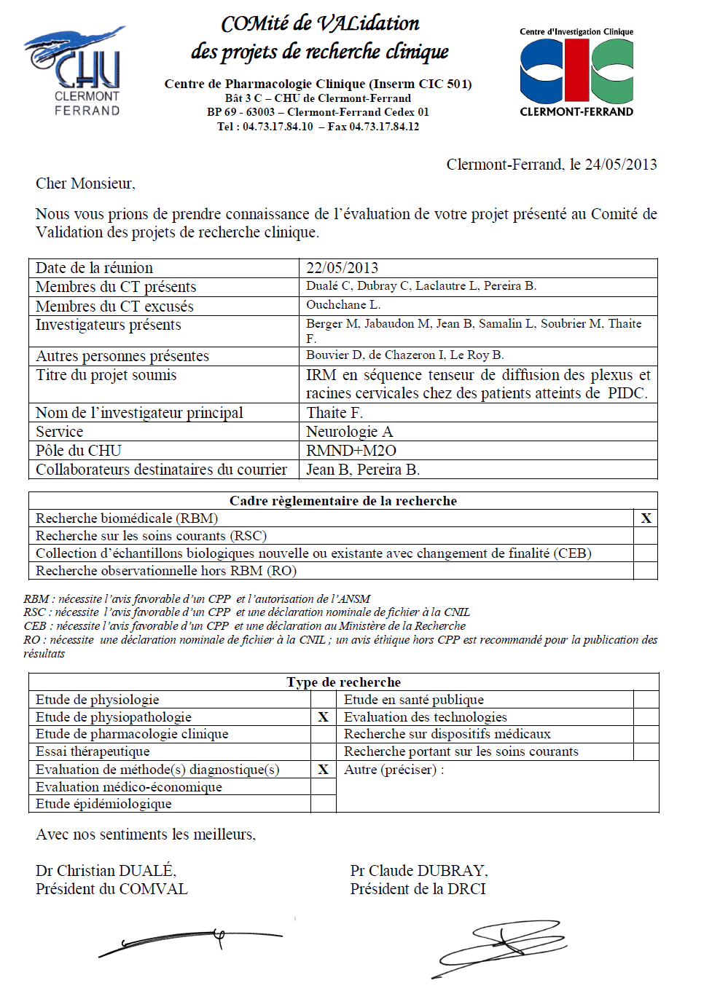 COMité de VALidation
des projets de recherche clinique
Centre de Pharmacologie Clinique (Inserm CIC 501)
Bât 3 C – CHU de Clermont-Ferrand
BP 69 - 63003 – Clermont-Ferrand Cedex 01
Tel : 04.73.17.84.10 – Fax 04.73.17.84.12
CHU
CLERMONT
FERRAND
Centre d'Investigation Clinique
CIC
CLERMONT-FERRAND
Clermont-Ferrand, le 24/05/2013
Cher Monsieur,
Nous vous prions de prendre connaissance de l'évaluation de votre projet présenté au Comité de
Validation des projets de recherche clinique.
Date de la réunion 22/05/2013
Membres du CT présents Dualé C, Dubray C, Laclautre L, Pereira B.
Membres du CT excusés Ouchchane L.
Investigateurs présents Berger M, Jabaudon M, Jean B, Samalin L, Soubrier M, Thaite
F.
Autres personnes présentes Bouvier D, de Chazeron I, Le Roy B.
Titre du projet soumis IRM en séquence tenseur de diffusion des plexus et
racines cervicales chez des patients atteints de PIDC.
Nom de l'investigateur principal Thaite F.
Service Neurologie A
Pôle du CHU RMND+M2O
Collaborateurs destinataires du courrier Jean B, Pereira B.
Cadre règlementaire de la recherche
Recherche biomédicale (RBM) X
Recherche sur les soins courants (RSC)
Collection d'échantillons biologiques nouvelle ou existante avec changement de finalité (CEB)
Recherche observationnelle hors RBM (RO)
RBM : nécessite l'avis favorable d'un CPP et l'autorisation de l'ANSM
RSC : nécessite l'avis favorable d'un CPP et une déclaration nominale de fichier à la CNIL
CEB : nécessite l'avis favorable d'un CPP et une déclaration au Ministère de la Recherche
RO : nécessite une déclaration nominale de fichier à la CNIL ; un avis éthique hors CPP est recommandé pour la publication des
résultats
Type de recherche
Etude de physiologie Etude en santé publique
Etude de physiopathologie X Evaluation des technologies
Etude de pharmacologie clinique Recherche sur dispositifs médicaux
Essai thérapeutique Recherche portant sur les soins courants
Evaluation de méthode(s) diagnostique(s) X Autre (préciser) :
Evaluation médico-économique
Etude épidémiologique
Avec nos sentiments les meilleurs,
Dr Christian DUALÉ, Pr Claude DUBRAY,
Président du COMVAL Président de la DRCI